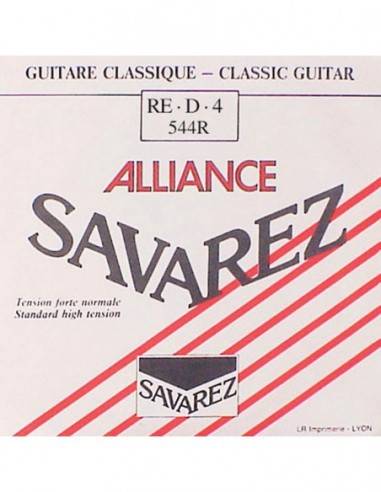 GUITARE CLASSIQUE – CLASSIC GUITAR
RE · D · 4
544R
ALLIANCE
SAVAREZ
Tension forte normale
Standard high tension
SAVAREZ
LR Imprimerie - LYON